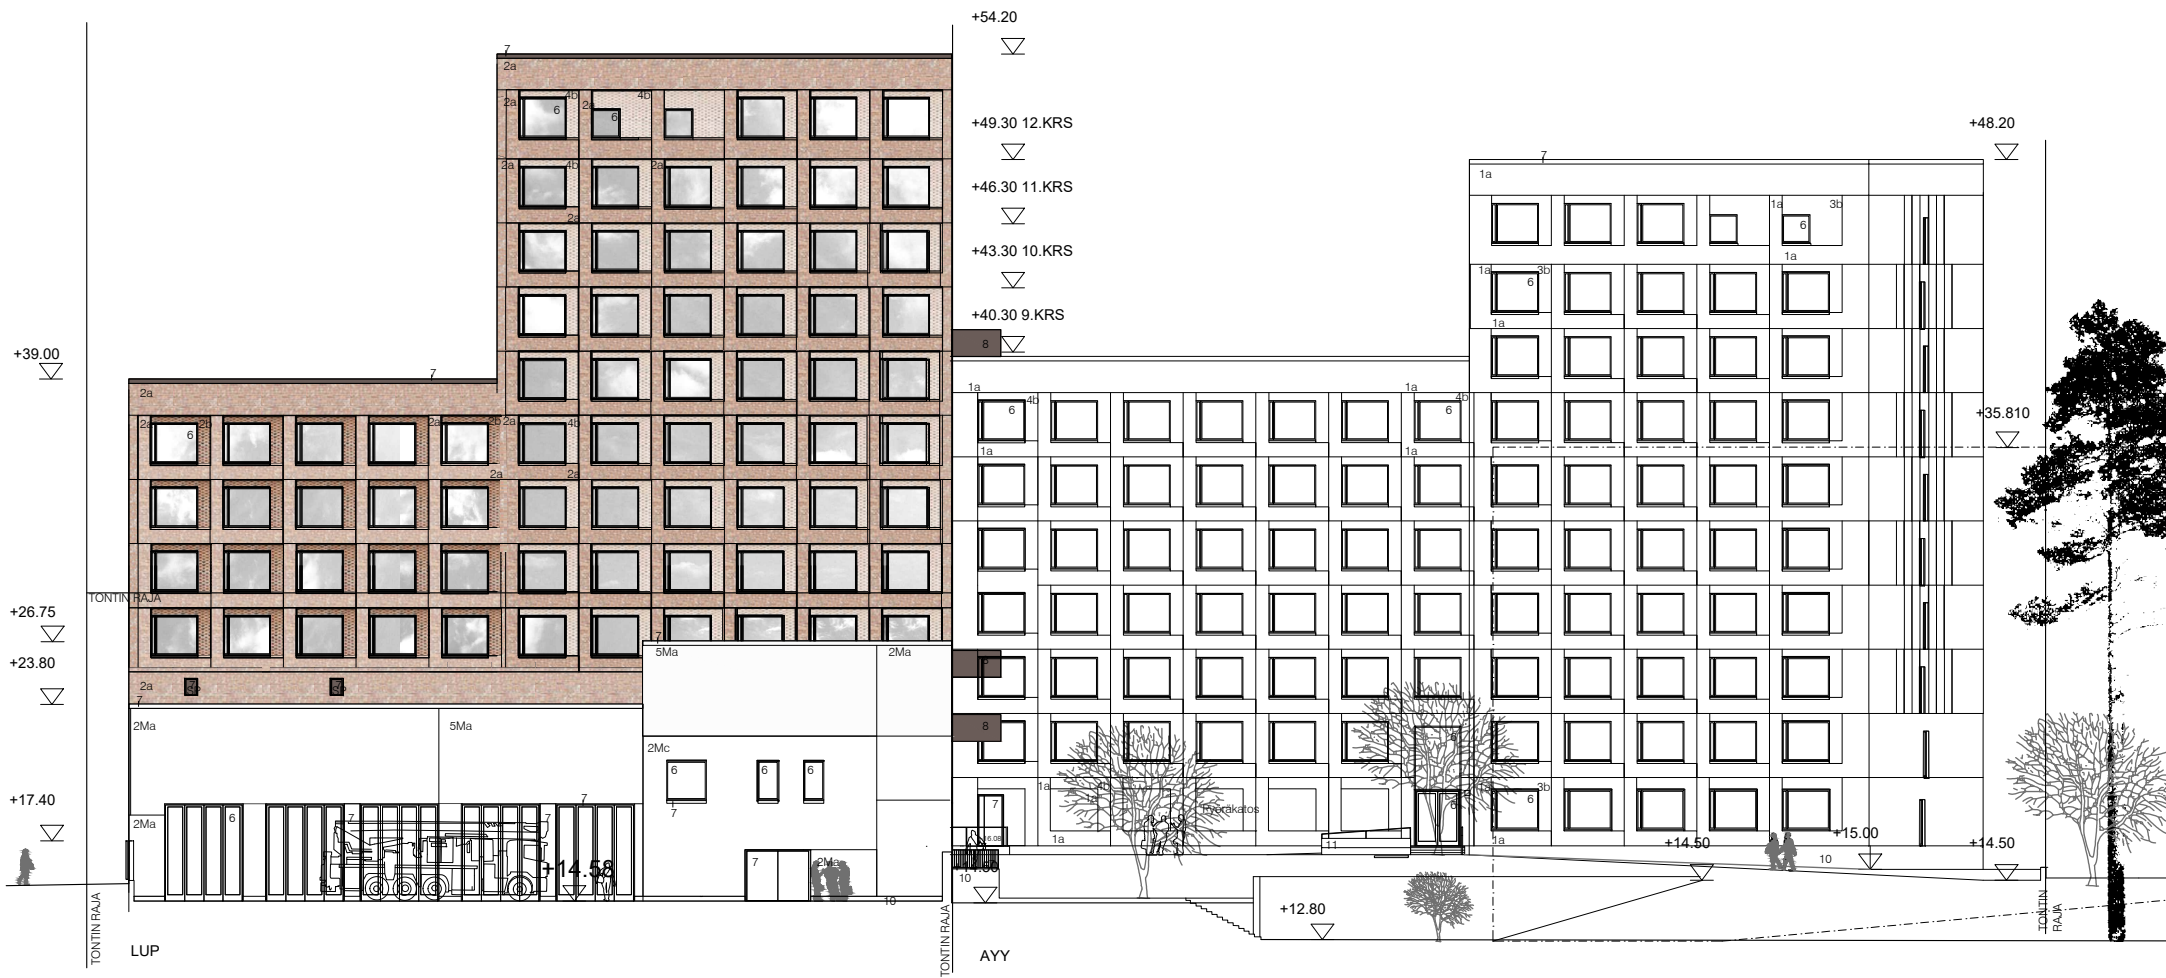 +54.20
7
2a
4b
4b
2a
6
2a
6
+49.30 12.KRS
+48.20
7
2a
4b
2a
1a
+46.30 11.KRS
2a
1a
3b
6
+43.30 10.KRS
1a
1a
3b
6
+40.30 9.KRS
1a
8
+39.00
7
2a
1a
1a
4b
4b
6
6
2a
2b
6
2a
2b
2a
4b
+35.810
1a
1a
2a
2a
TONTIN RAJA
+26.75
7
5Ma
2Ma
+23.80
2a
7
8
2Ma
5Ma
6
2Mc
6
6
6
7
1a
4b
3b
6
+17.40
7
7
Pyöräkatos
2Ma
6
7
7
16.08
1a
11
1a
+14.50
+15.00
+14.50
7
2Ma
10
+14.58
10
10
+12.80
TONTIN RAJA
TONTIN RAJA
TONTIN
RAJA
LUP
AYY